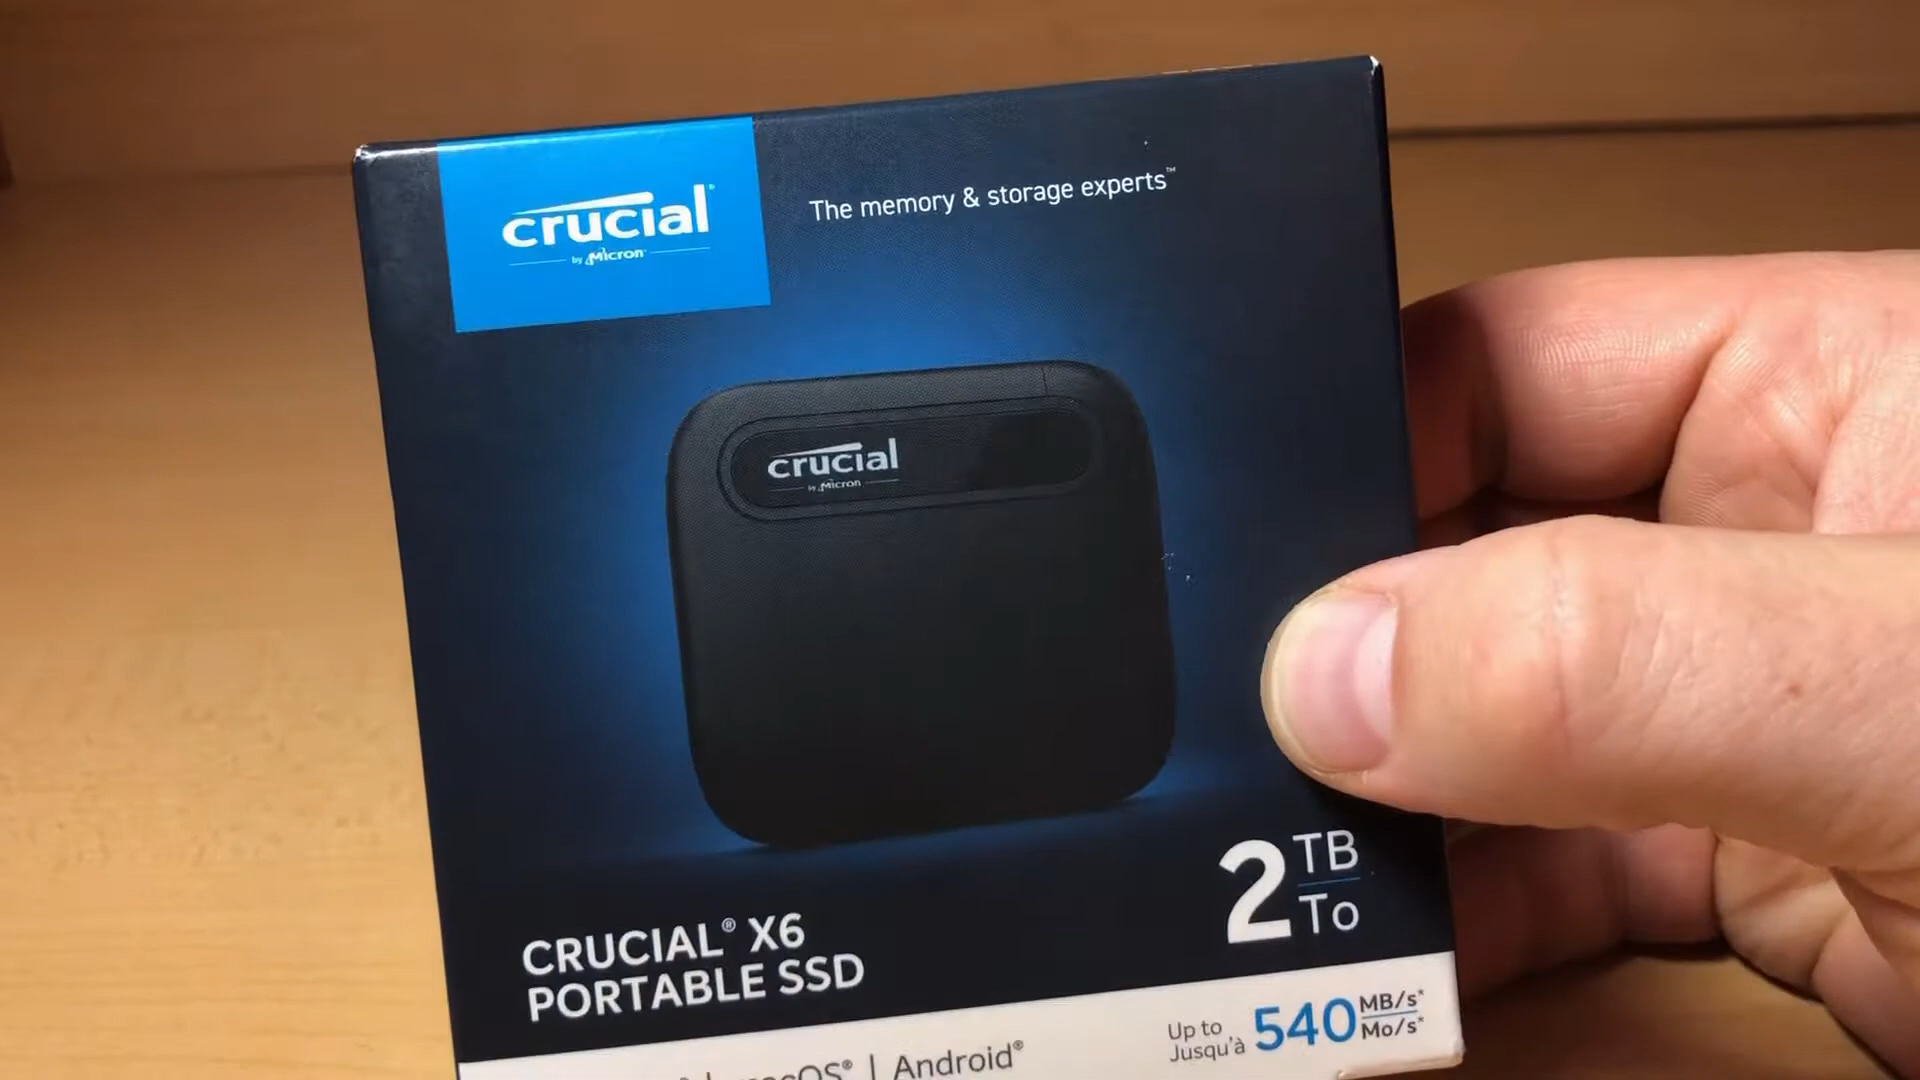 crucial
by Micron®
The memory & storage experts™
crucial
by Micron
2 TB
To
CRUCIAL® X6
PORTABLE SSD
Up to
Jusqu'à
540 MB/s*
Mo/s*
| Android®